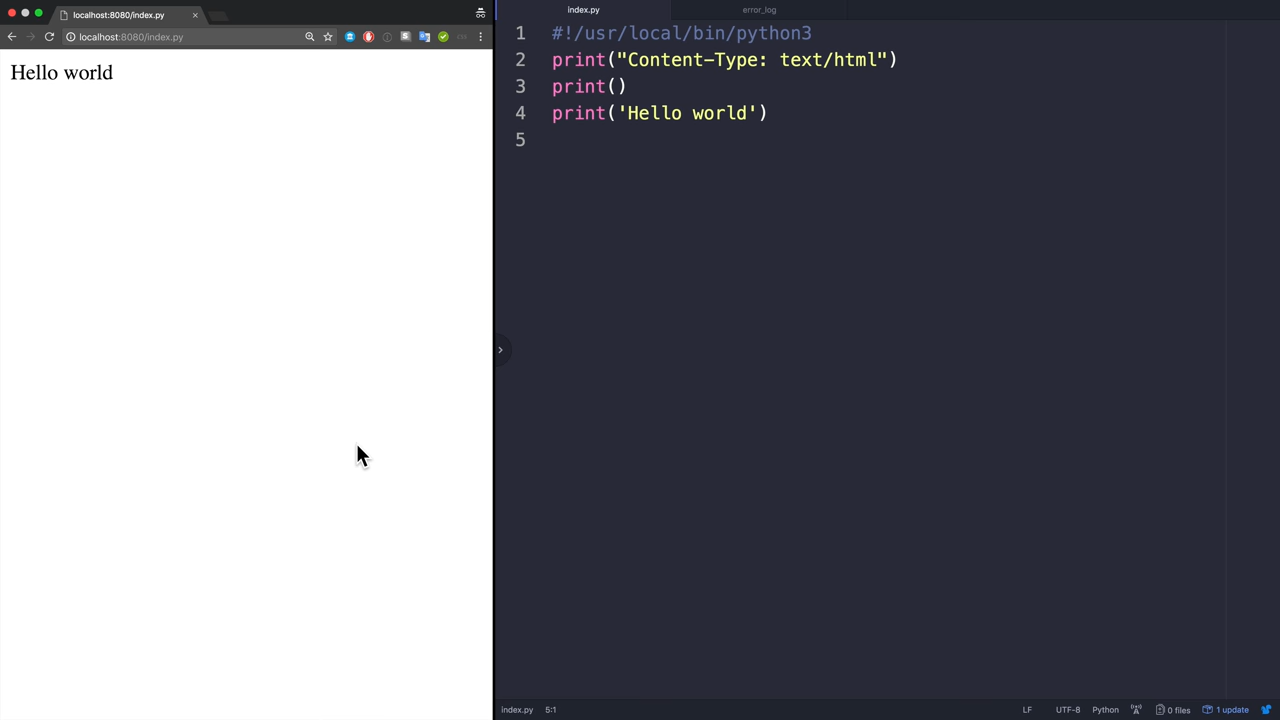 localhost:8080/index.py
localhost:8080/index.py
Hello world
index.py
error_log
1 #!/usr/local/bin/python3
2 print("Content-Type: text/html")
3 print()
4 print('Hello world')
5
index.py 5:1
LF UTF-8 Python 0 files 1 update